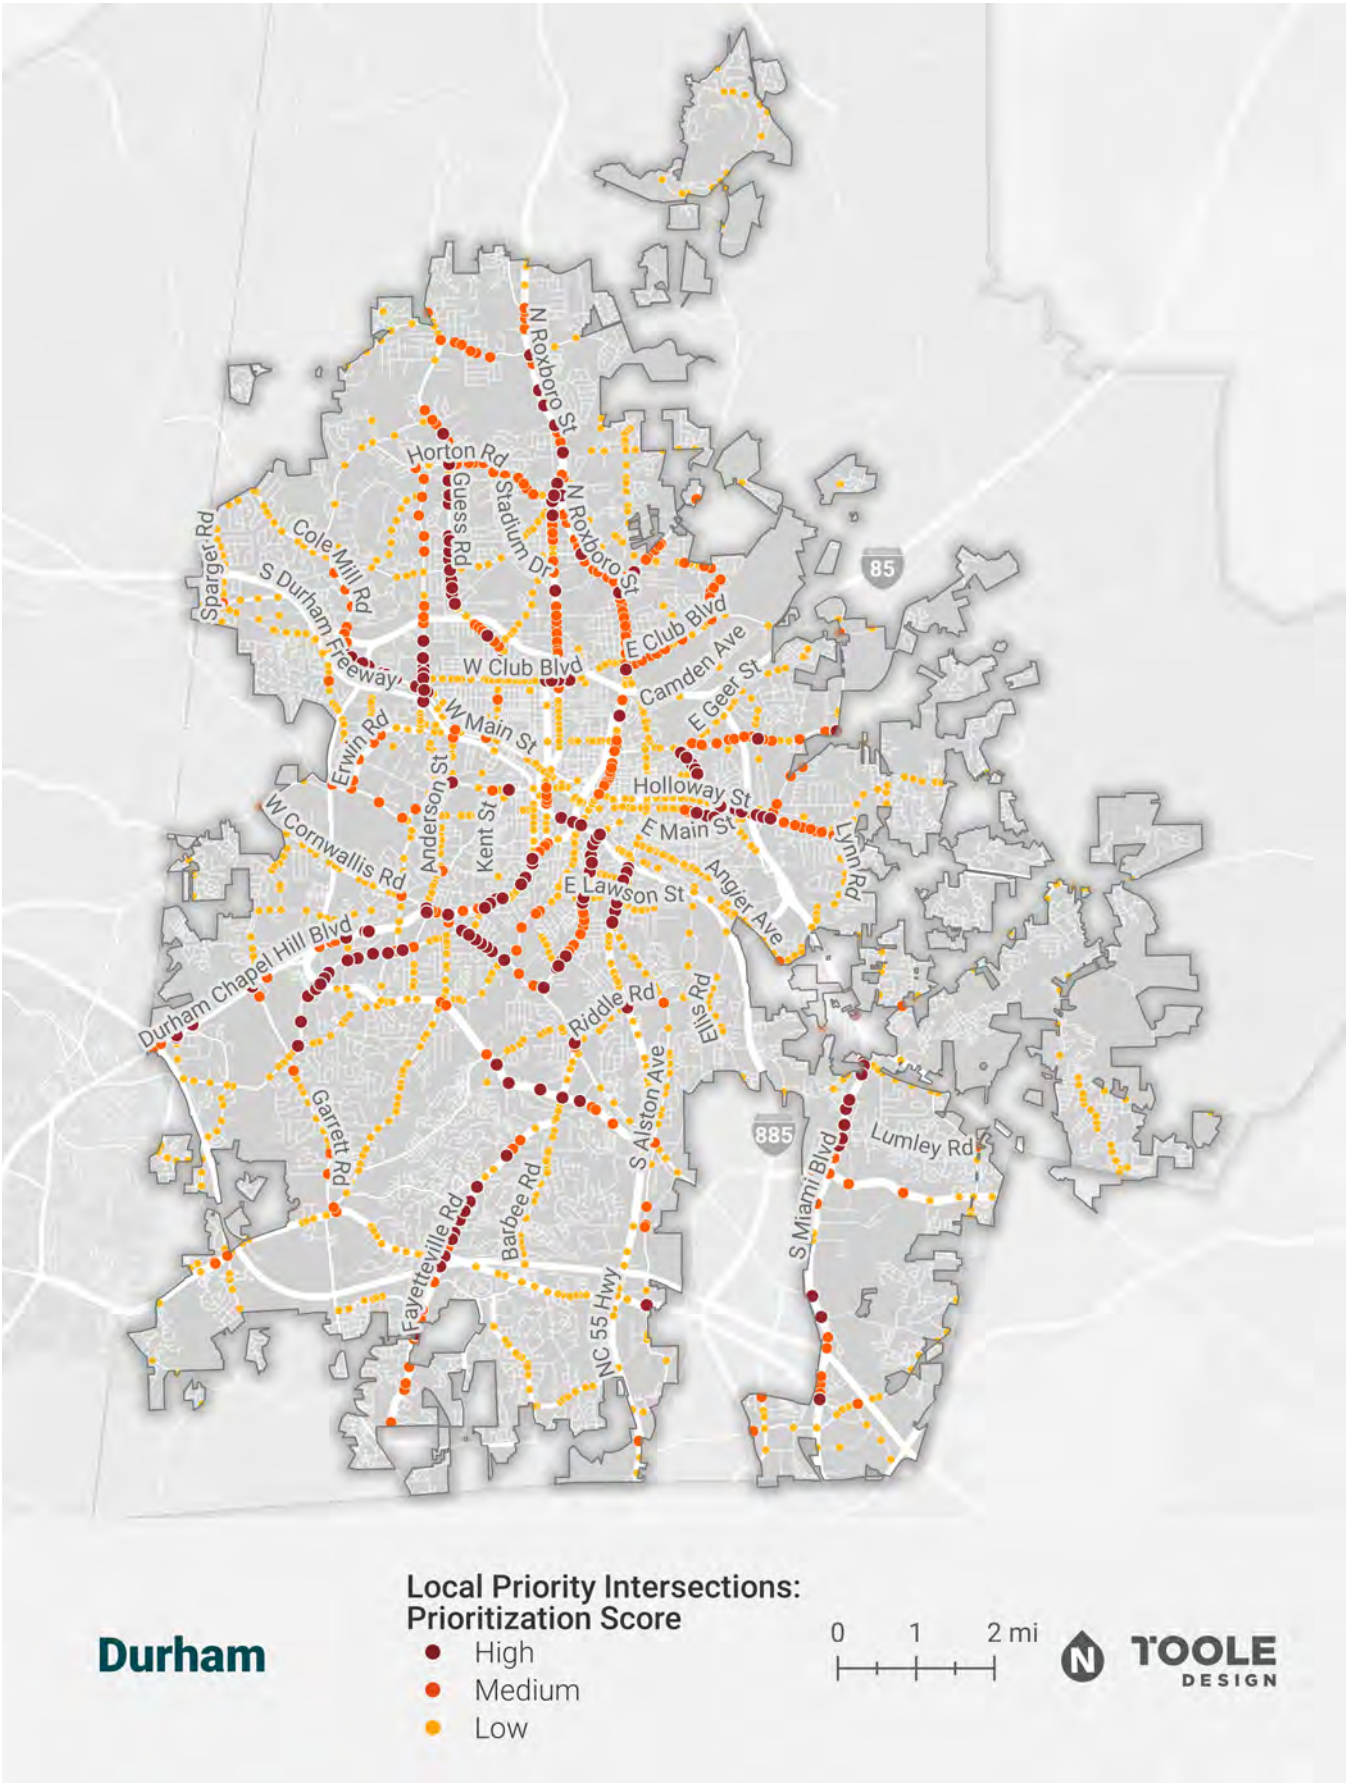 N Roxboro St
Horton Rd
Guess Rd
Stadium Dr
N Roxboro St
Sparger Rd
Cole Mill Rd
S Durham Freeway
85
E Club Blvd
W Club Blvd
Camden Ave
E Geer St
W Main St
Erwin Rd
Anderson St
Kent St
Holloway St
E Main St
Lynn Rd
W Cornwallis Rd
E Lawson St
Angier Ave
Durham Chapel Hill Blvd
Riddle Rd
Ellis Rd
Garrett Rd
S Alston Ave
885
Lumley Rd
S Miami Blvd
Barbee Rd
Fayetteville Rd
NC 55 Hwy
Durham
Local Priority Intersections:
Prioritization Score
High
Medium
Low
0 1 2 mi
N
TOOLE
DESIGN